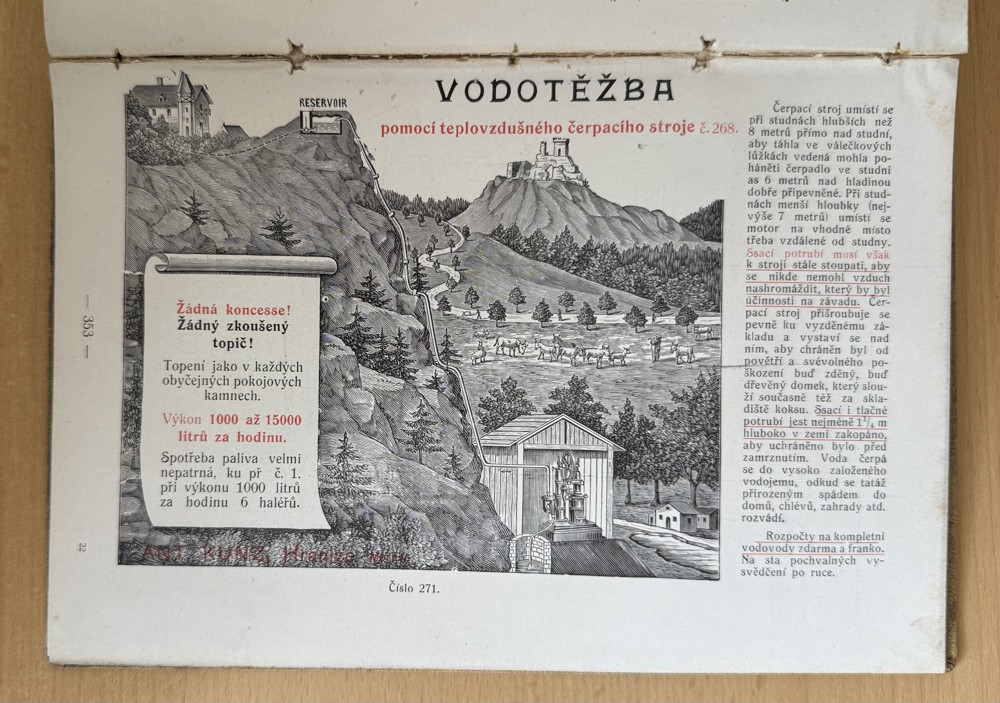 VODOTĚŽBA
pomocí teplovzdušného čerpacího stroje č. 268.
RESERVOIR
Žádná koncesse!
Žádný zkoušený
topič!
Topení jako v každých
obyčejných pokojových
kamnech.
Výkon 1000 až 15000
litrů za hodinu.
Spotřeba paliva velmi
nepatrná, ku př č. 1.
při výkonu 1000 litrů
za hodinu 6 haléřů.
ANT. KUNZ, Hranice
Číslo 271.
Čerpací stroj umístí se
při studnách hlubších než
8 metrů přímo nad studní,
aby táhla ve válečkových
lůžkách vedená mohla po-
háněti čerpadlo ve studni
as 6 metrů nad hladinou
dobře připevněné. Při stud-
nách menší hloubky (nej-
výše 7 metrů) umístí se
motor na vhodné místo
třeba vzdálené od studny.
Ssací potrubí musí však
k stroji stále stoupati, aby
se nikde nemohl vzduch
nashromáždit, který by byl
účinnosti na závadu. Čer-
pací stroj přišroubuje se
pevně ku vyzděnému zá-
kladu a vystaví se nad
ním, aby chráněn byl od
povětří a svévolného po-
škození buď zděný, buď
dřevěný domek, který slou-
ží současně též za skla-
diště koksu. Ssací i tlačné
potrubí jest nejméně 1¹/₄ m
hluboko v zemi zakopáno,
aby uchráněno bylo před
zamrznutím. Voda čerpá
se do vysoko založeného
vodojemu, odkud se tatáž
přirozeným spádem do
domů, chlévů, zahrady atd.
rozvádí.
Rozpočty na kompletní
vodovody zdarma a franko.
Na sta pochvalných vy-
svědčení po ruce.
— 353 —
22